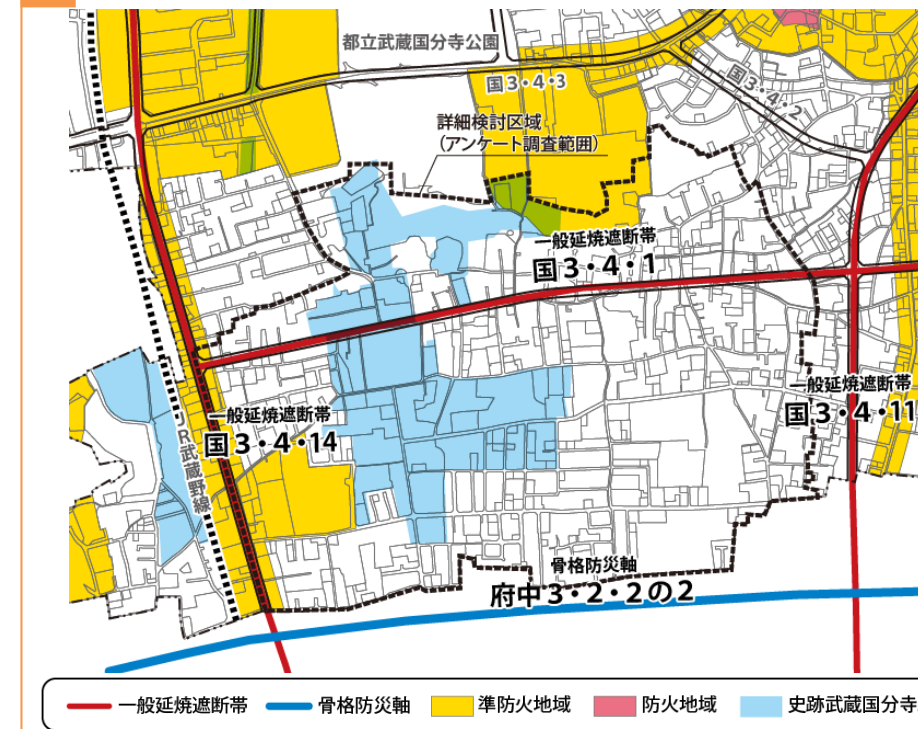 都立武蔵国分寺公園
国3・4・3
国3・4・2
詳細検討区域
（アンケート調査範囲）
一般延焼遮断帯
国3・4・1
一般延焼遮断帯
国3・4・14
一般延焼遮断帯
国3・4・11
JR武蔵野線
骨格防災軸
府中3・2・2の2
一般延焼遮断帯 骨格防災軸 準防火地域 防火地域 史跡武蔵国分寺